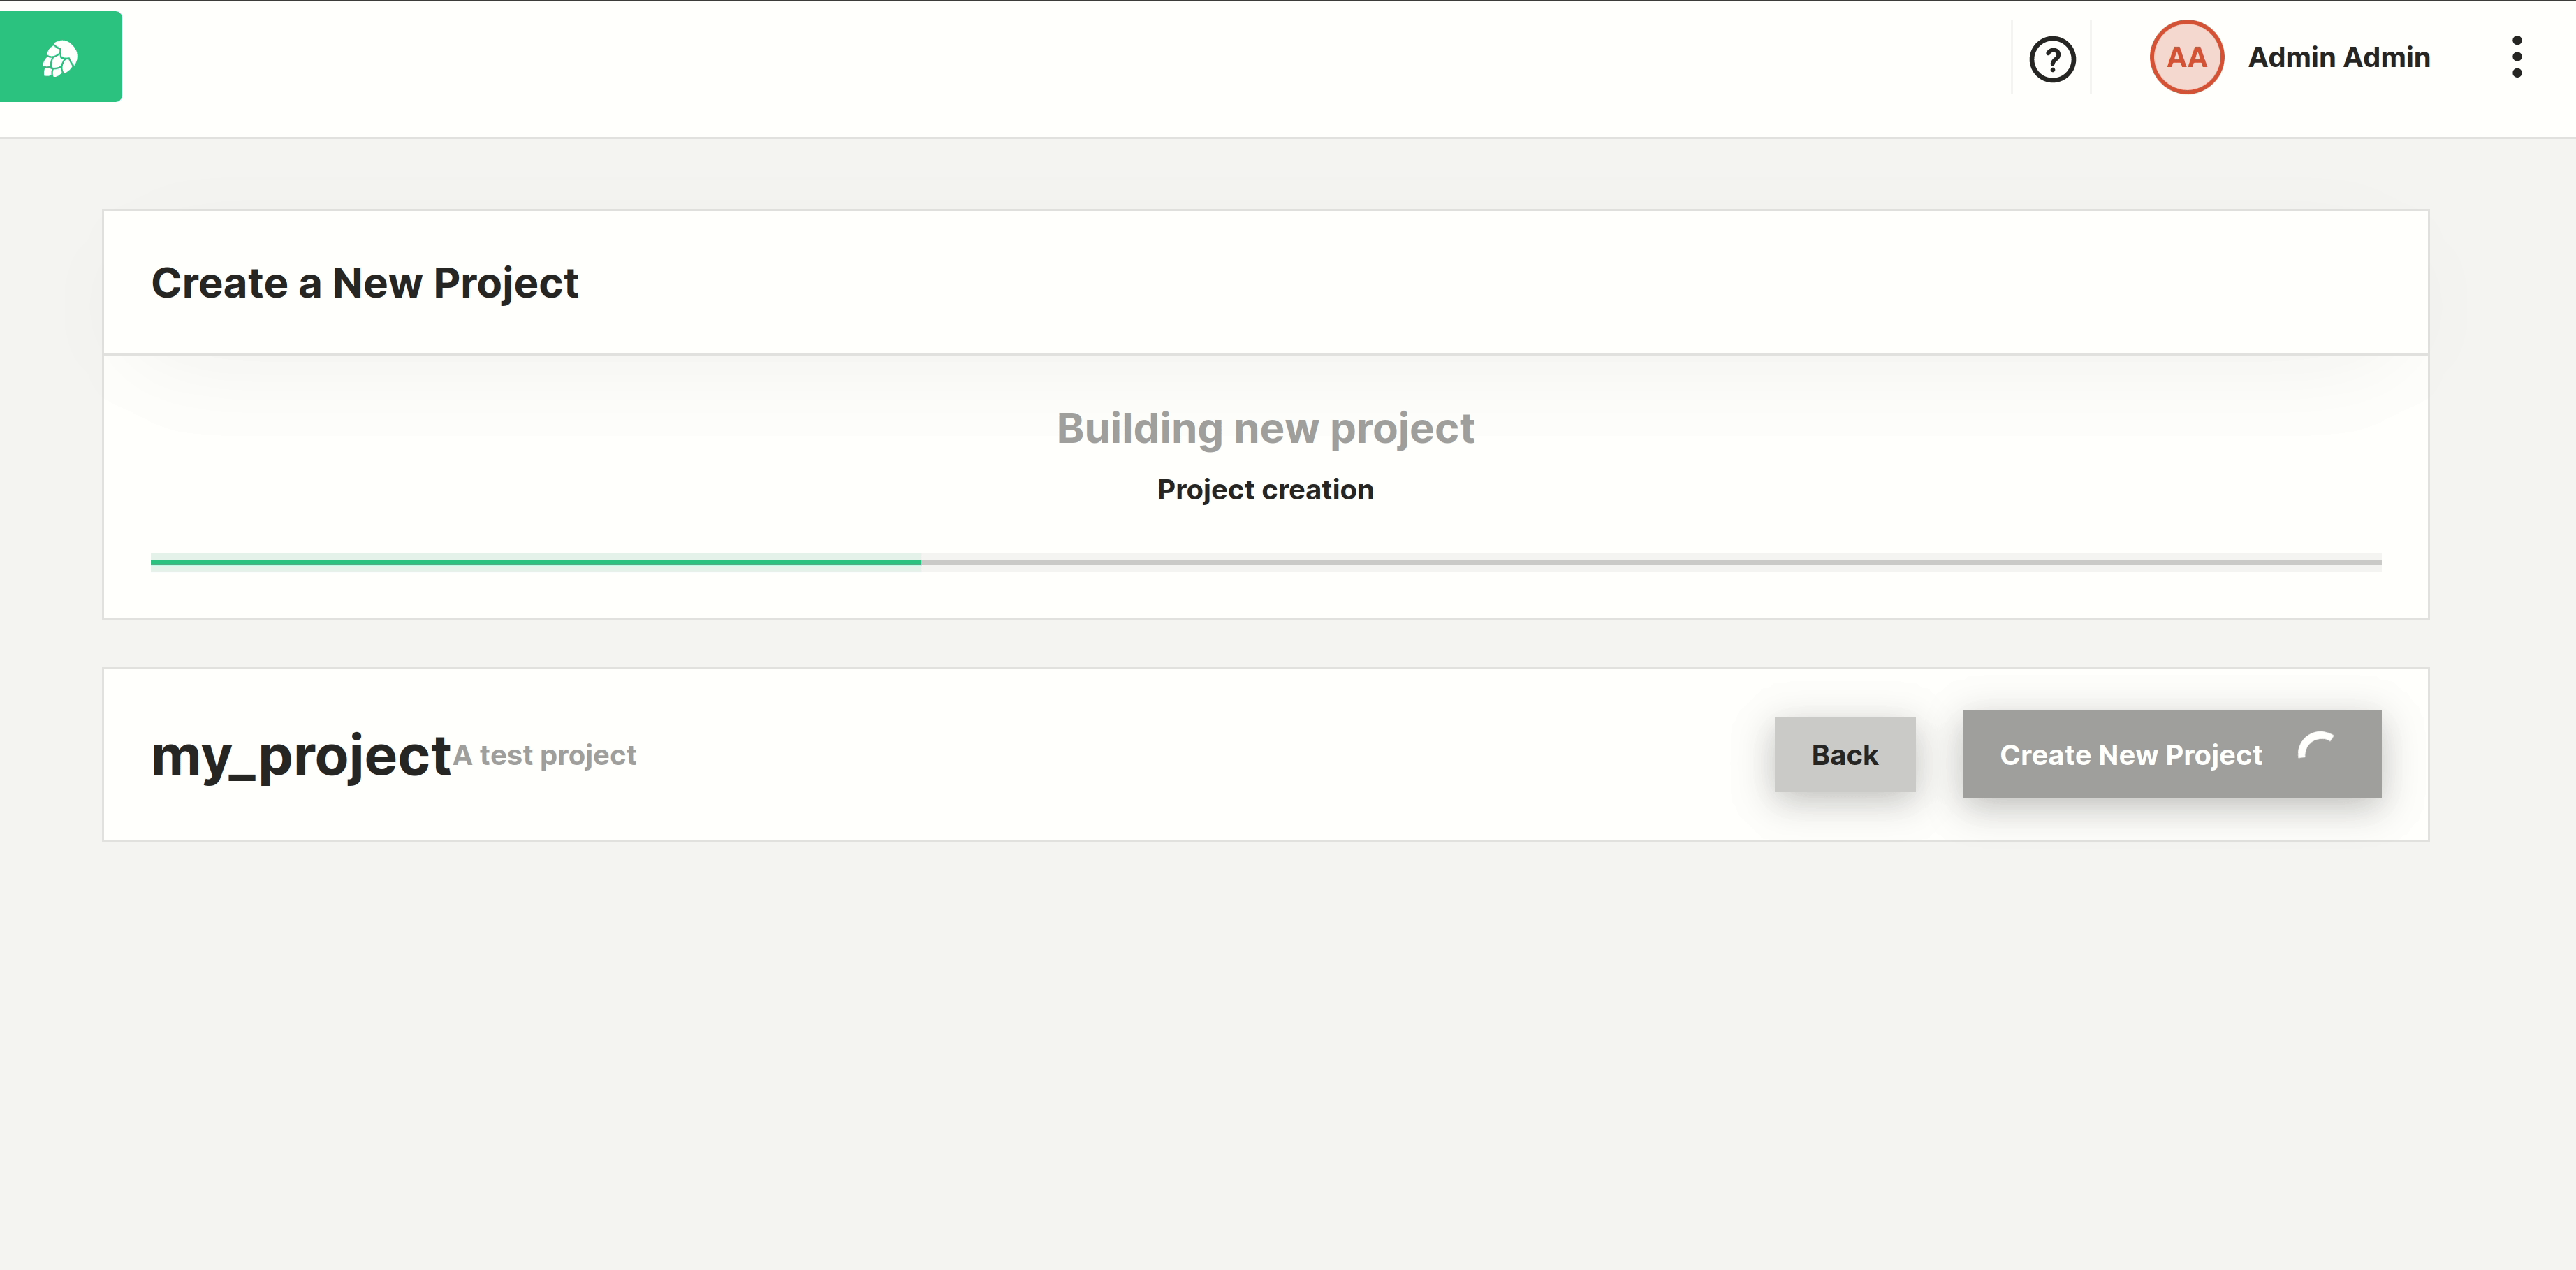 ? AA Admin Admin
Create a New Project
Building new project
Project creation
my_project A test project Back Create New Project